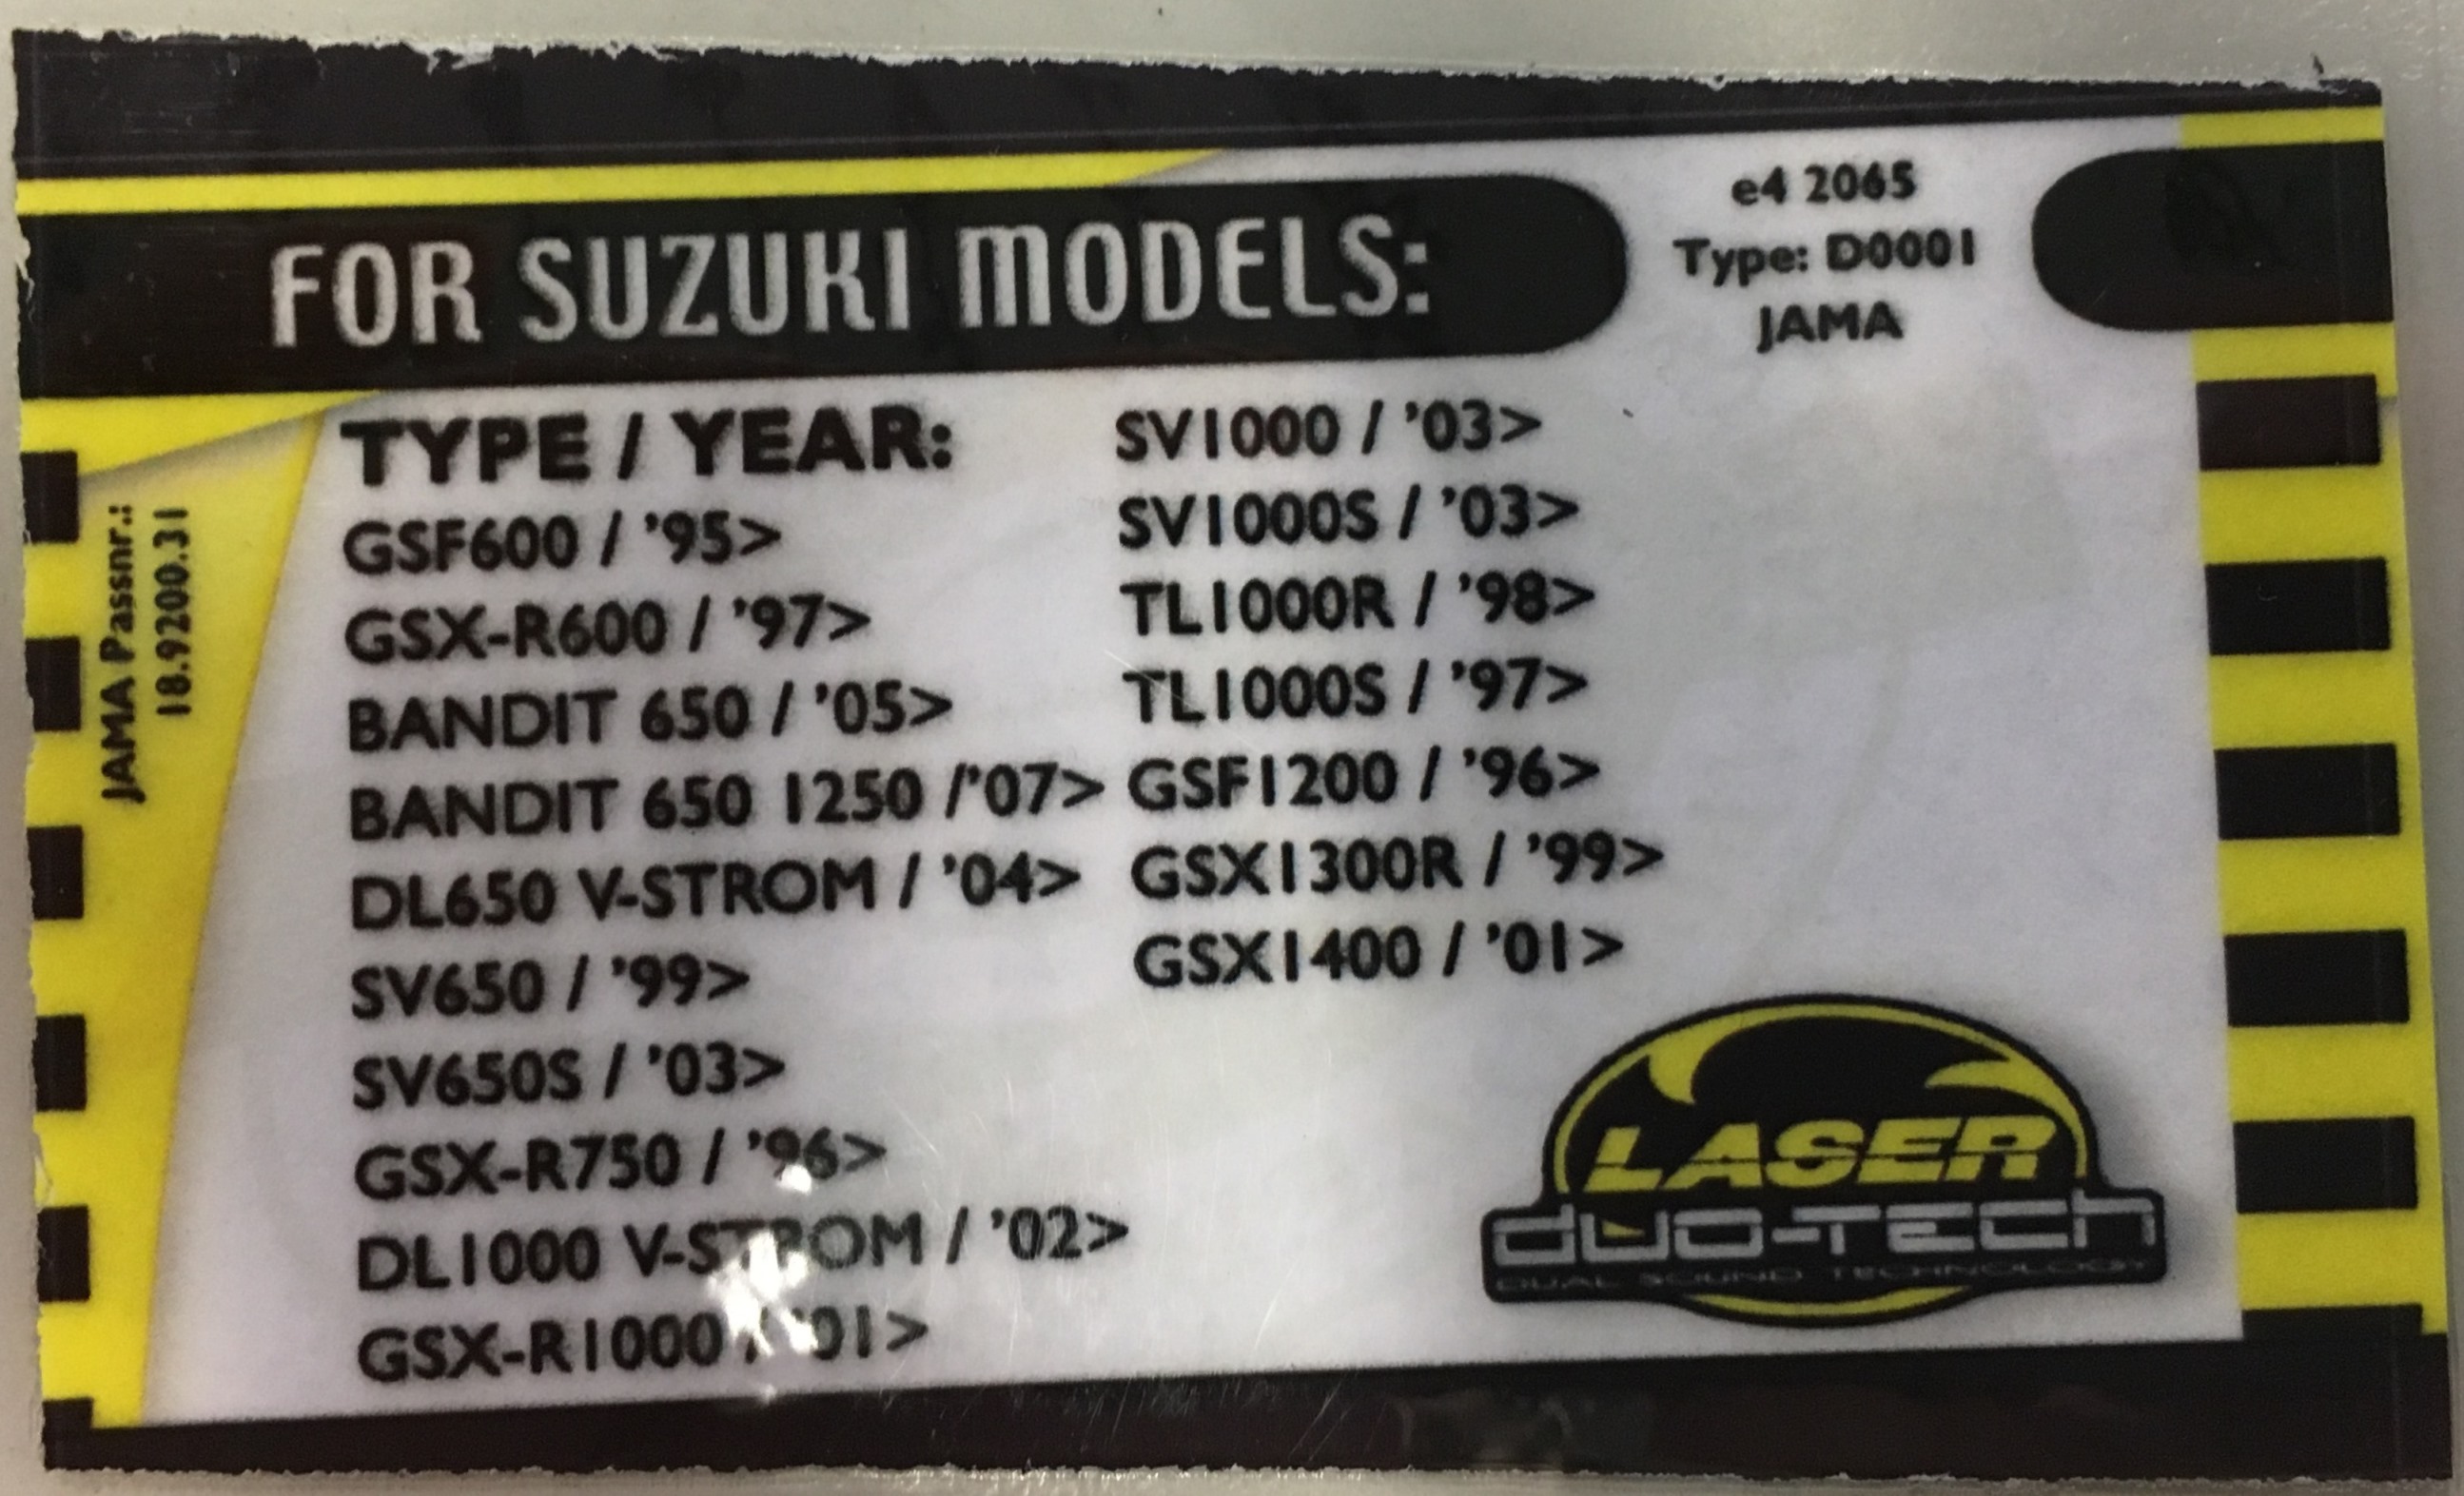 FOR SUZUKI MODELS:
e4 2065
Type: D0001
JAMA
JAMA Passnr.:
18.9200.31
TYPE / YEAR:
GSF600 / '95>
GSX-R600 / '97>
BANDIT 650 / '05>
BANDIT 650 1250 /'07>
DL650 V-STROM / '04>
SV650 / '99>
SV650S / '03>
GSX-R750 / '96>
DL1000 V-STROM / '02>
GSX-R1000 / '01>
SV1000 / '03>
SV1000S / '03>
TL1000R / '98>
TL1000S / '97>
GSF1200 / '96>
GSX1300R / '99>
GSX1400 / '01>
LASER
DUO-TECH
DUAL SOUND TECHNOLOGY